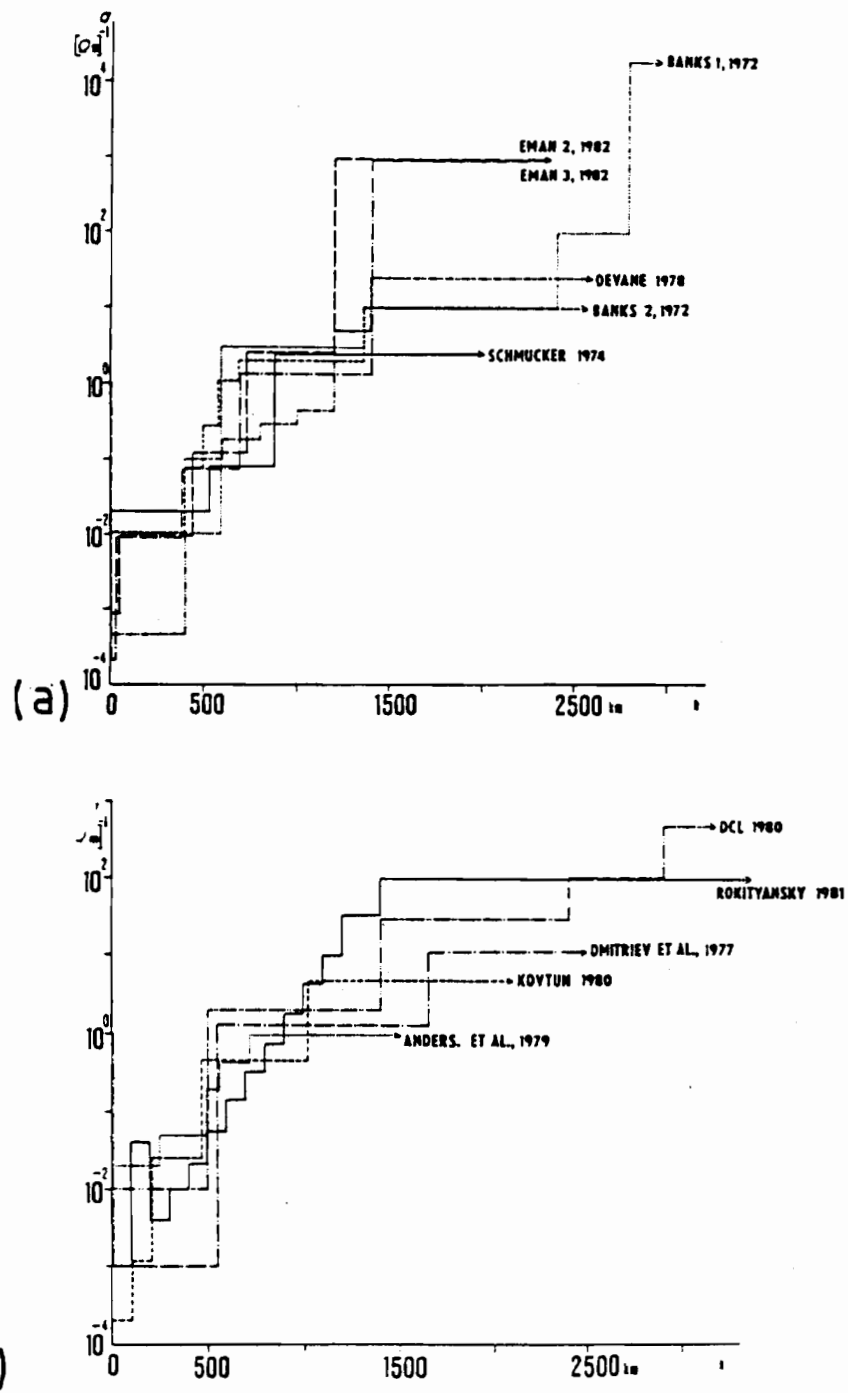 σ
[Ωm]⁻¹
10⁴
BANKS 1, 1972
EMAN 2, 1982
EMAN 3, 1982
10²
DEVANE 1978
BANKS 2, 1972
SCHMUCKER 1974
10⁰
10⁻²
10⁻⁴
(a)
0 500 1500 2500 km
DCL 1980
10²
ROKITYANSKY 1981
DMITRIEV ET AL., 1977
KOVTUN 1980
10⁰
ANDERS. ET AL., 1979
10⁻²
10⁻⁴
)
0 500 1500 2500 km